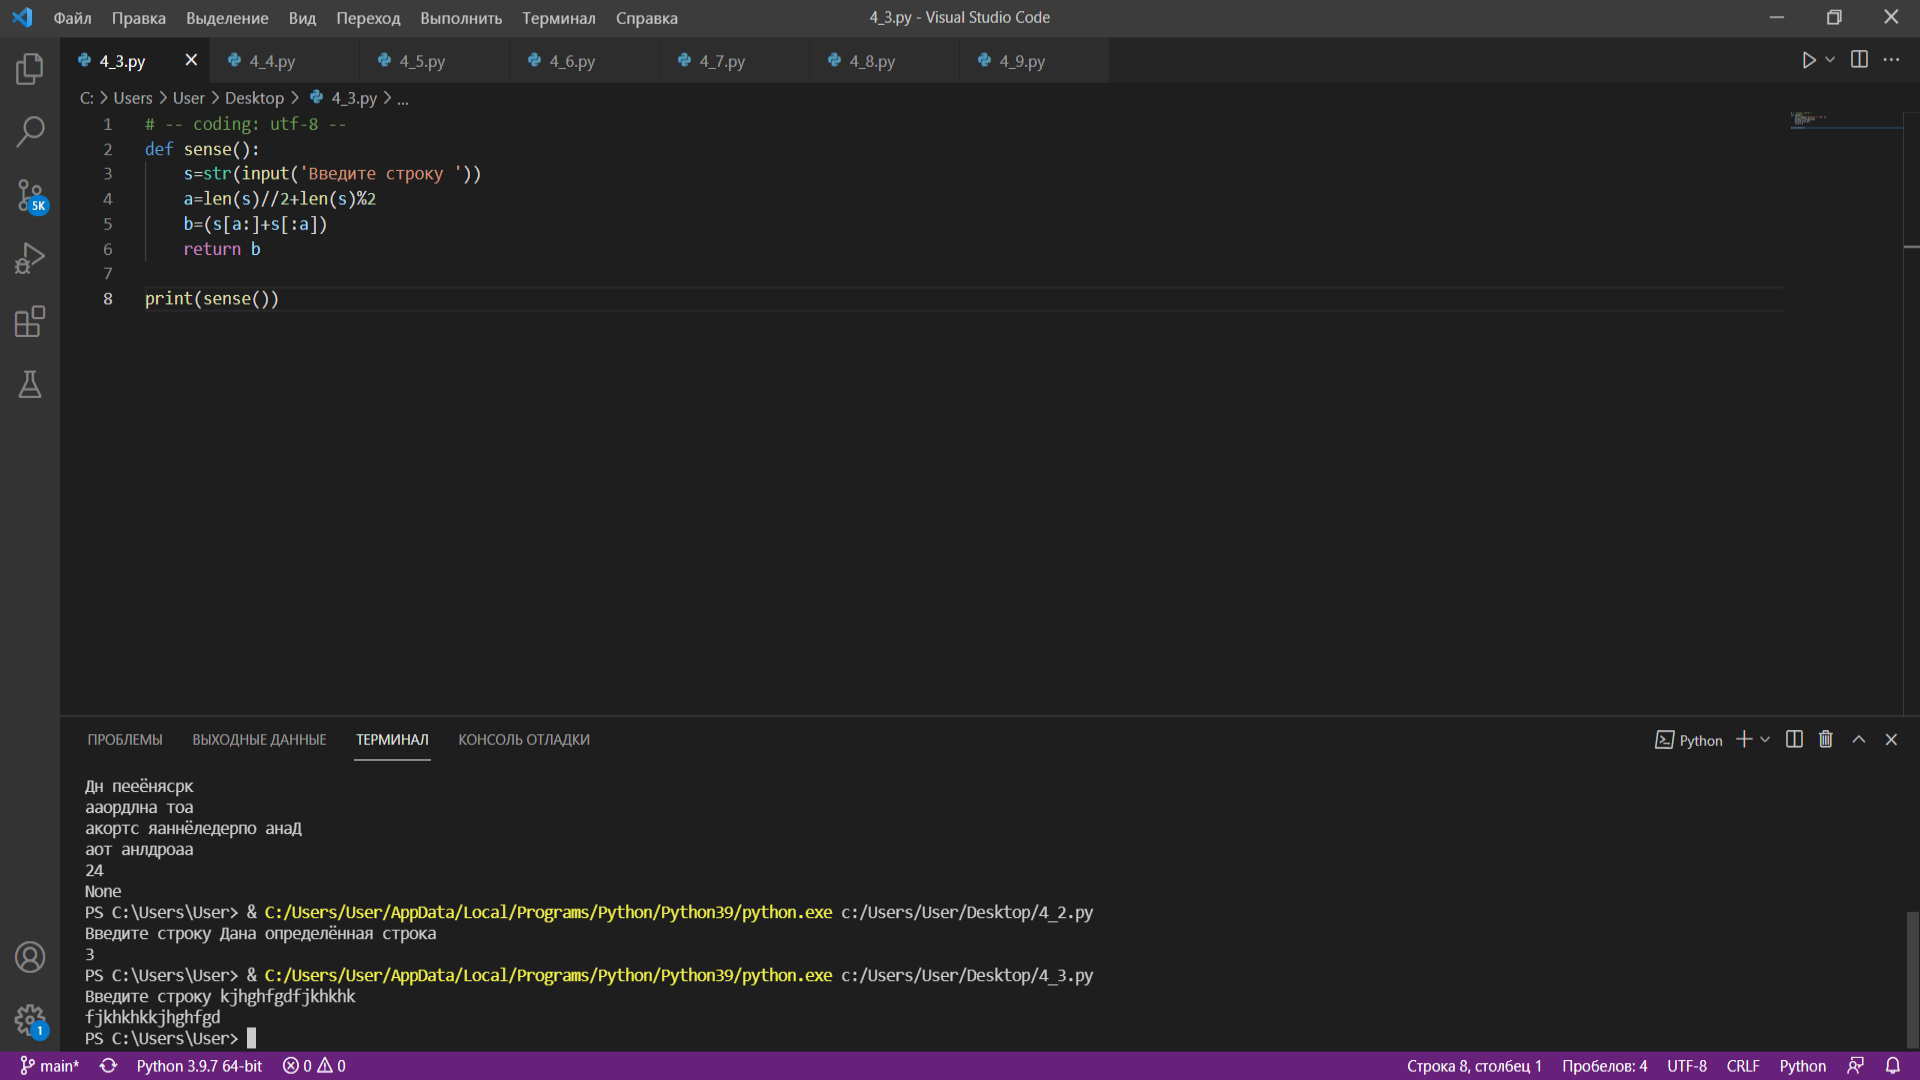 Файл Правка Выделение Вид Переход Выполнить Терминал Справка 4_3.py - Visual Studio Code
4_3.py 4_4.py 4_5.py 4_6.py 4_7.py 4_8.py 4_9.py
C: > Users > User > Desktop > 4_3.py > ...
1 # -- coding: utf-8 --
2 def sense():
3 s=str(input('Введите строку '))
4 a=len(s)//2+len(s)%2
5 b=(s[a:]+s[:a])
6 return b
7
8 print(sense())
5K
ПРОБЛЕМЫ ВЫХОДНЫЕ ДАННЫЕ ТЕРМИНАЛ КОНСОЛЬ ОТЛАДКИ Python
Дн пееёнясрк
ааордлна тоа
акортс яаннёледерпо анаД
аот анлдроаа
24
None
PS C:\Users\User> & C:/Users/User/AppData/Local/Programs/Python/Python39/python.exe c:/Users/User/Desktop/4_2.py
Введите строку Дана определённая строка
3
PS C:\Users\User> & C:/Users/User/AppData/Local/Programs/Python/Python39/python.exe c:/Users/User/Desktop/4_3.py
Введите строку kjhghfgdfjkhkhk
fjkhkhkkjhghfgd
PS C:\Users\User>
1
main* Python 3.9.7 64-bit 0 0 Строка 8, столбец 1 Пробелов: 4 UTF-8 CRLF Python